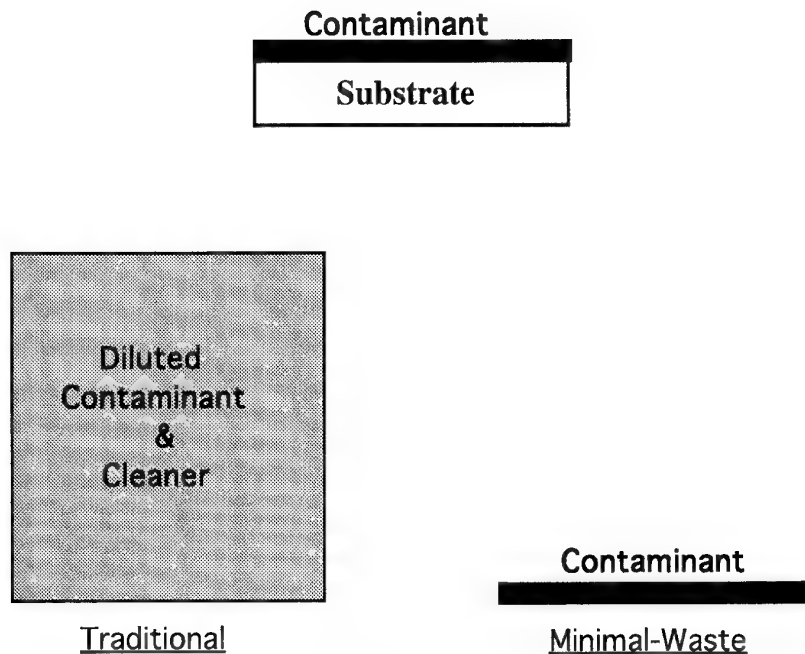 Contaminant
Substrate
Diluted
Contaminant
&
Cleaner
Contaminant
Traditional
Minimal-Waste